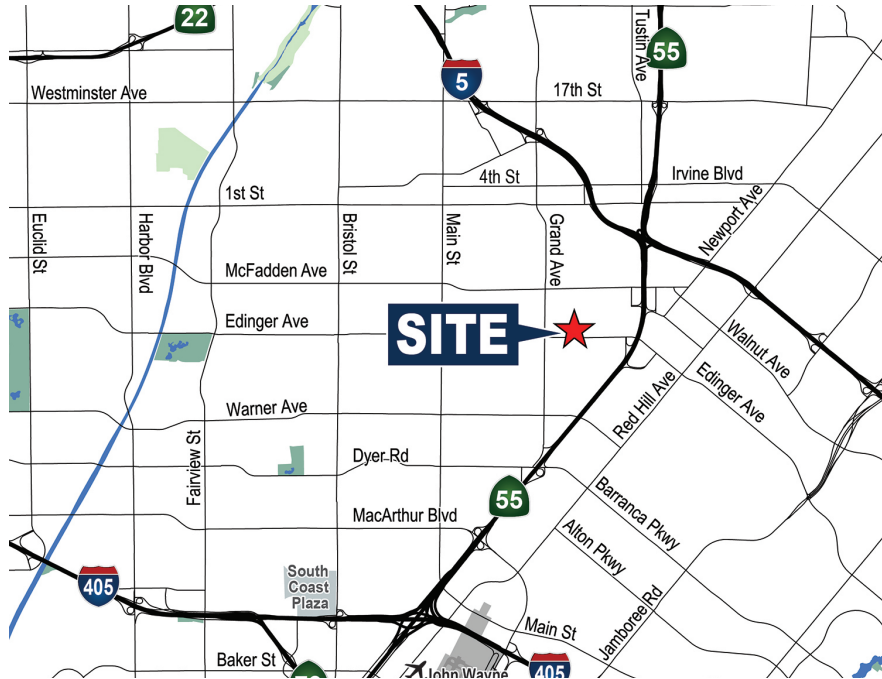 22
55
5
Tustin Ave
Westminster Ave
17th St
4th St
Irvine Blvd
1st St
Newport Ave
Euclid St
Harbor Blvd
Bristol St
Main St
Grand Ave
McFadden Ave
Edinger Ave
SITE
Walnut Ave
Edinger Ave
Red Hill Ave
Warner Ave
Fairview St
Dyer Rd
55
Barranca Pkwy
MacArthur Blvd
Alton Pkwy
405
South
Coast
Plaza
Jamboree Rd
Main St
Baker St
405
John Wayne